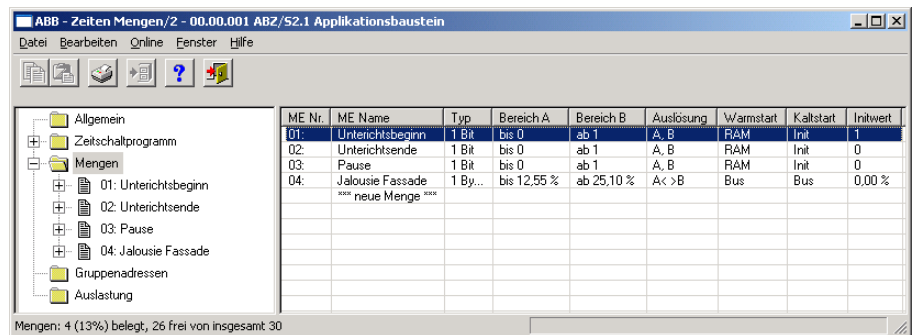 ABB - Zeiten Mengen/2 - 00.00.001 ABZ/S2.1 Applikationsbaustein
Datei Bearbeiten Online Fenster Hilfe
Allgemein
Zeitschaltprogramm
Mengen
01: Unterichtsbeginn
02: Unterichtsende
03: Pause
04: Jalousie Fassade
Gruppenadressen
Auslastung
ME Nr. ME Name Typ Bereich A Bereich B Auslösung Warmstart Kaltstart Initwert
01: Unterichtsbeginn 1 Bit bis 0 ab 1 A, B RAM Init 1
02: Unterichtsende 1 Bit bis 0 ab 1 A, B RAM Init 0
03: Pause 1 Bit bis 0 ab 1 A, B RAM Init 0
04: Jalousie Fassade 1 By... bis 12,55 % ab 25,10 % A< >B Bus Bus 0,00 %
*** neue Menge ***
Mengen: 4 (13%) belegt, 26 frei von insgesamt 30